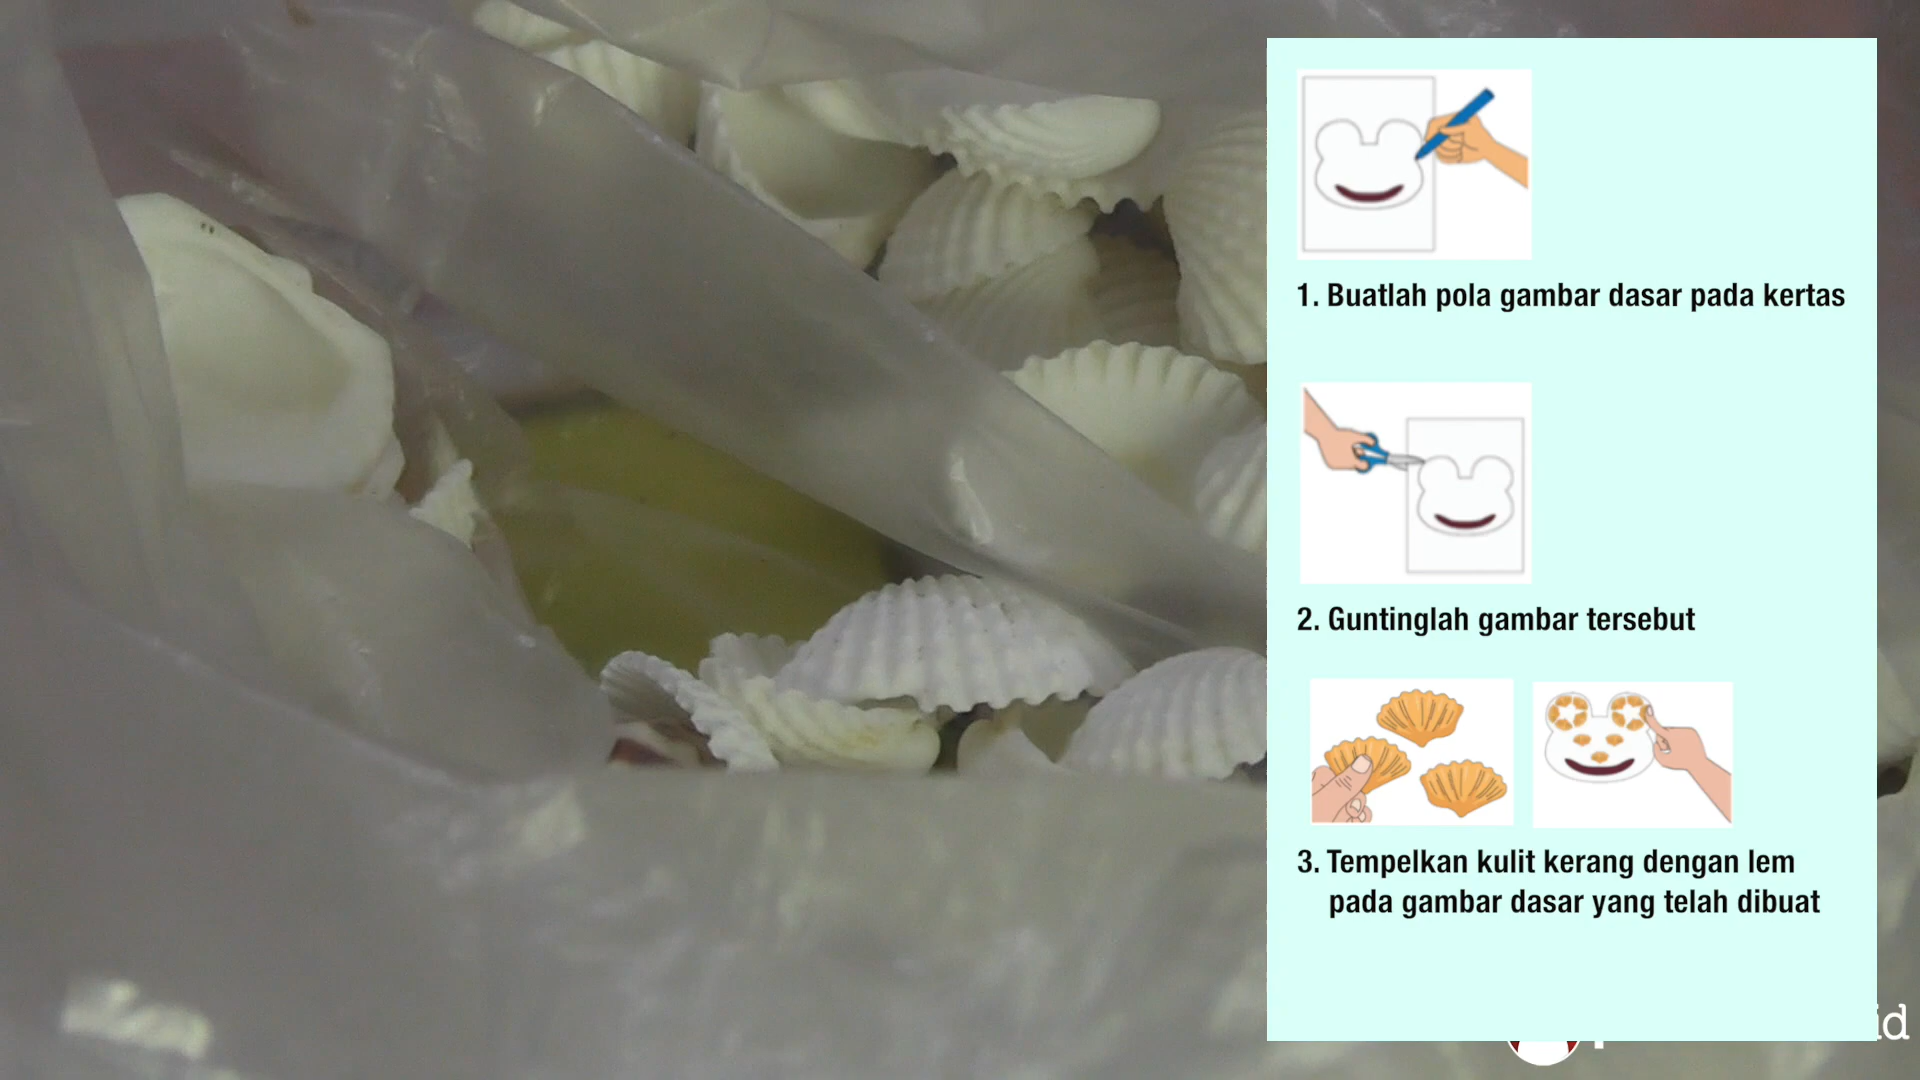 1. Buatlah pola gambar dasar pada kertas
2. Guntinglah gambar tersebut
3. Tempelkan kulit kerang dengan lem
pada gambar dasar yang telah dibuat
id